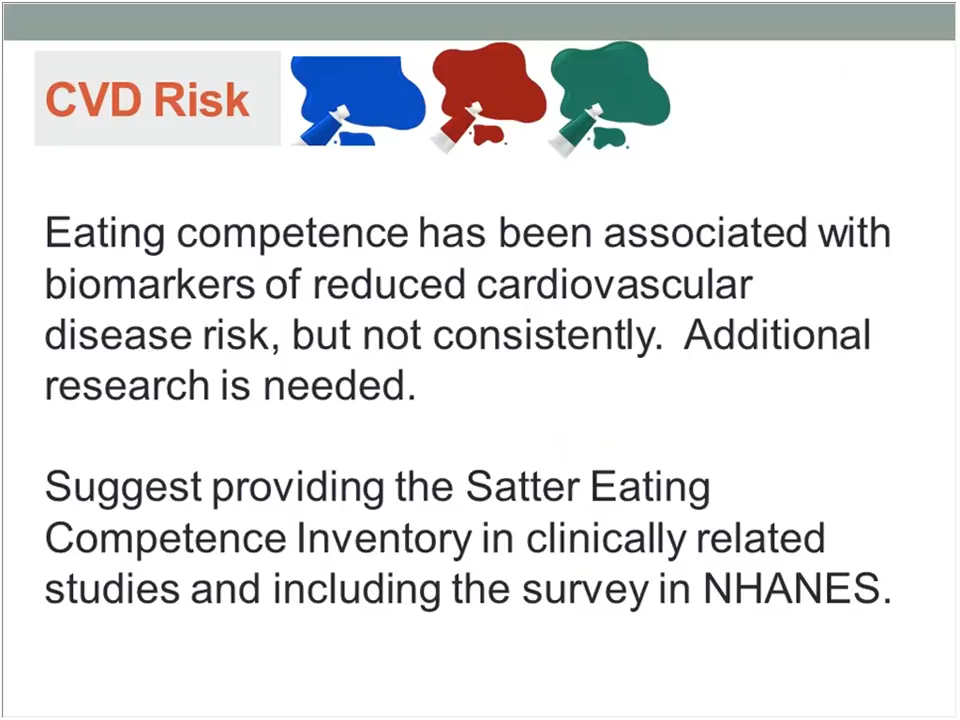 CVD Risk
Eating competence has been associated with
biomarkers of reduced cardiovascular
disease risk, but not consistently.  Additional
research is needed.
Suggest providing the Satter Eating
Competence Inventory in clinically related
studies and including the survey in NHANES.